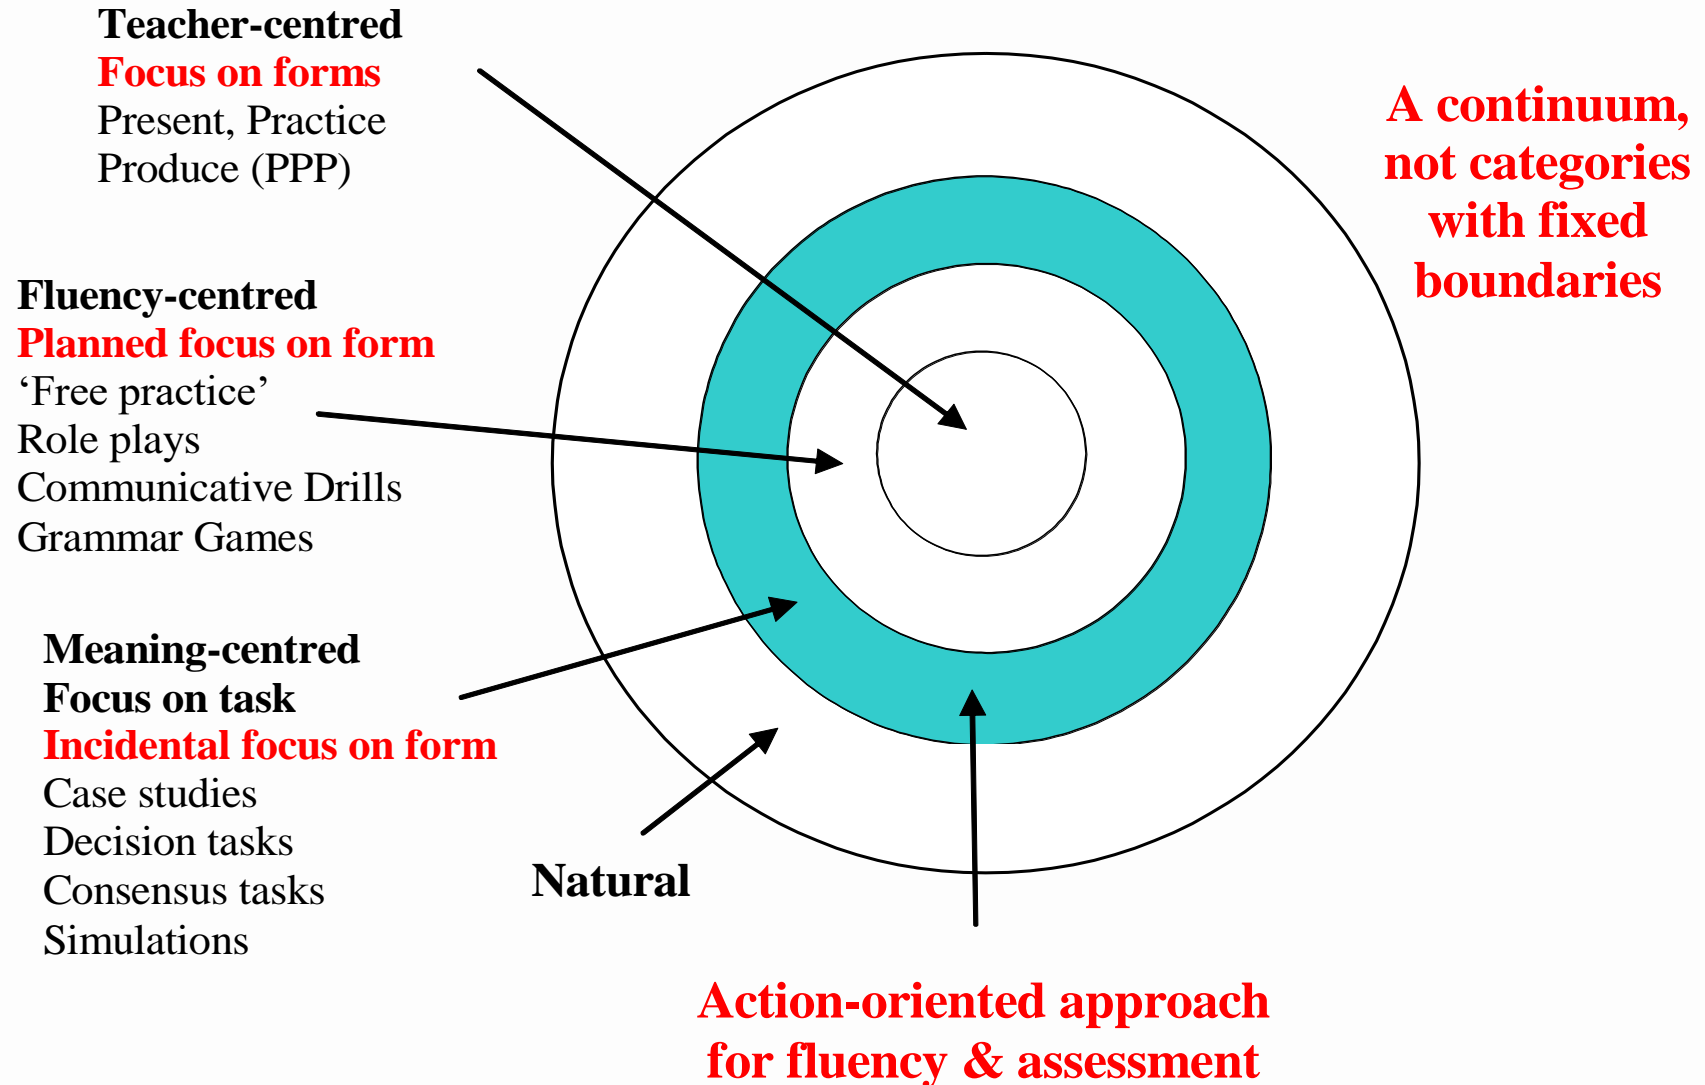 Teacher-centred
Focus on forms
Present, Practice
Produce (PPP)
A continuum,
not categories
with fixed
boundaries
Fluency-centred
Planned focus on form
‘Free practice’
Role plays
Communicative Drills
Grammar Games
Meaning-centred
Focus on task
Incidental focus on form
Case studies
Decision tasks
Consensus tasks
Simulations
Natural
Action-oriented approach
for fluency & assessment